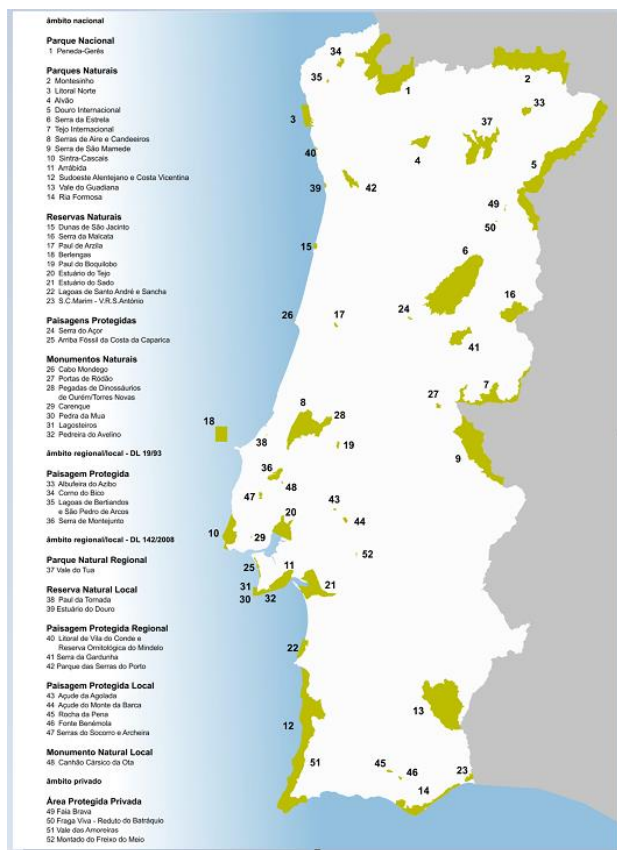 âmbito nacional
Parque Nacional
1 Peneda-Gerês
Parques Naturais
2 Montesinho
3 Litoral Norte
4 Alvão
5 Douro Internacional
6 Serra da Estrela
7 Tejo Internacional
8 Serras de Aire e Candeeiros
9 Serra de São Mamede
10 Sintra-Cascais
11 Arrábida
12 Sudoeste Alentejano e Costa Vicentina
13 Vale do Guadiana
14 Ria Formosa
Reservas Naturais
15 Dunas de São Jacinto
16 Serra da Malcata
17 Paul de Arzila
18 Berlengas
19 Paul do Boquilobo
20 Estuário do Tejo
21 Estuário do Sado
22 Lagoas de Santo André e Sancha
23 S.C.Marim - V.R.S.António
Paisagens Protegidas
24 Serra do Açor
25 Arriba Fóssil da Costa da Caparica
Monumentos Naturais
26 Cabo Mondego
27 Portas de Ródão
28 Pegadas de Dinossáurios
de Ourém/Torres Novas
29 Carenque
30 Pedra da Mua
31 Lagosteiros
32 Pedreira do Avelino
âmbito regional/local - DL 19/93
Paisagem Protegida
33 Albufeira do Azibo
34 Corno do Bico
35 Lagoas de Bertiandos
e São Pedro de Arcos
36 Serra de Montejunto
âmbito regional/local - DL 142/2008
Parque Natural Regional
37 Vale do Tua
Reserva Natural Local
38 Paul da Tornada
39 Estuário do Douro
Paisagem Protegida Regional
40 Litoral de Vila do Conde e
Reserva Ornitológica do Mindelo
41 Serra da Gardunha
42 Parque das Serras do Porto
Paisagem Protegida Local
43 Açude da Agolada
44 Açude do Monte da Barca
45 Rocha da Pena
46 Fonte Benémola
47 Serras do Socorro e Archeira
Monumento Natural Local
48 Canhão Cársico da Ota
âmbito privado
Área Protegida Privada
49 Faia Brava
50 Fraga Viva - Reduto do Batráquio
51 Vale das Amoreiras
52 Montado do Freixo do Meio
34
35
1
2
33
3
37
40
4
5
39
42
49
50
15
6
16
26
17
24
41
7
27
8
28
18
38
19
9
36
48
47
43
20
44
10
29
52
25
11
31
30
32
21
22
13
12
51
45
46
23
14